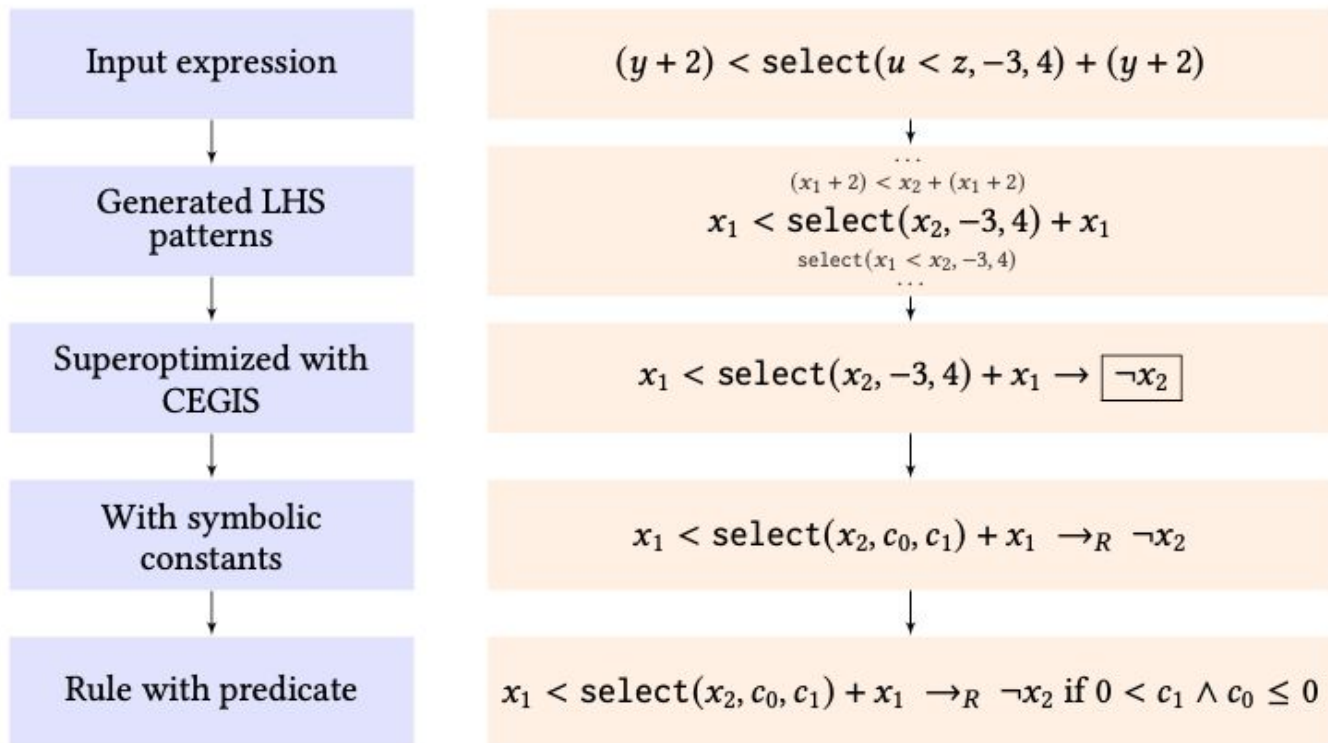 Input expression
(y + 2) < select(u < z, −3, 4) + (y + 2)
Generated LHS
patterns
...
(x₁ + 2) < x₂ + (x₁ + 2)
x₁ < select(x₂, −3, 4) + x₁
select(x₁ < x₂, −3, 4)
...
Superoptimized with
CEGIS
x₁ < select(x₂, −3, 4) + x₁ → ¬x₂
With symbolic
constants
x₁ < select(x₂, c₀, c₁) + x₁ →R ¬x₂
Rule with predicate
x₁ < select(x₂, c₀, c₁) + x₁ →R ¬x₂ if 0 < c₁ ∧ c₀ ≤ 0